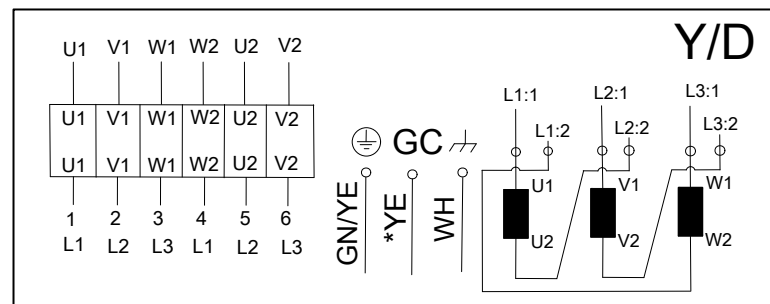 Y/D
U1 V1 W1 W2 U2 V2
U1 V1 W1 W2 U2 V2
U1 V1 W1 W2 U2 V2
1 2 3 4 5 6
L1 L2 L3 L1 L2 L3
GC
GN/YE
*YE
WH
L1:1 L2:1 L3:1
L1:2 L2:2 L3:2
U1 V1 W1
U2 V2 W2